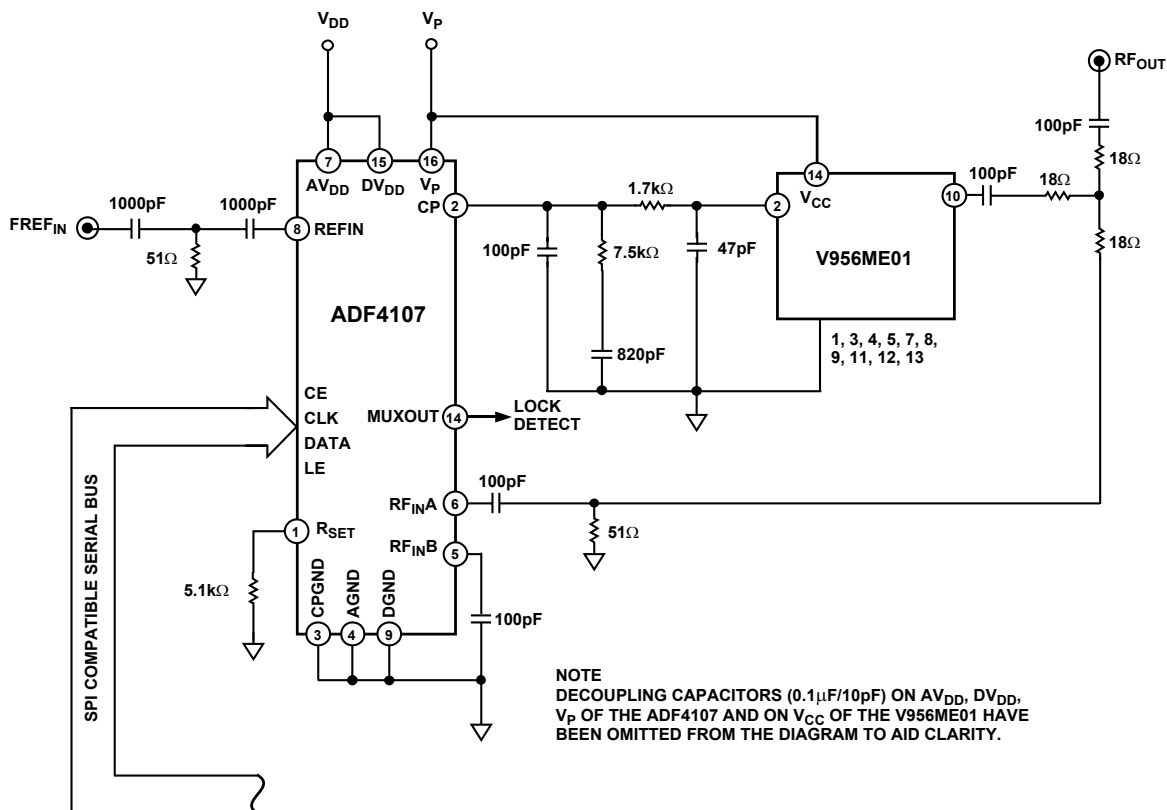 V_DD
V_P
RF_OUT
100pF
18Ω
7
15
16
14
AV_DD
DV_DD
V_P
V_CC
1000pF
1000pF
CP
2
1.7kΩ
2
10
100pF
18Ω
FREF_IN
8
REFIN
51Ω
100pF
7.5kΩ
47pF
V956ME01
18Ω
ADF4107
820pF
1, 3, 4, 5, 7, 8,
9, 11, 12, 13
CE
CLK
DATA
LE
MUXOUT
14
LOCK
DETECT
SPI COMPATIBLE SERIAL BUS
100pF
RF_INA
6
1
R_SET
51Ω
RF_INB
5
5.1kΩ
CPGND
AGND
DGND
100pF
3
4
9
NOTE
DECOUPLING CAPACITORS (0.1μF/10pF) ON AV_DD, DV_DD,
V_P OF THE ADF4107 AND ON V_CC OF THE V956ME01 HAVE
BEEN OMITTED FROM THE DIAGRAM TO AID CLARITY.